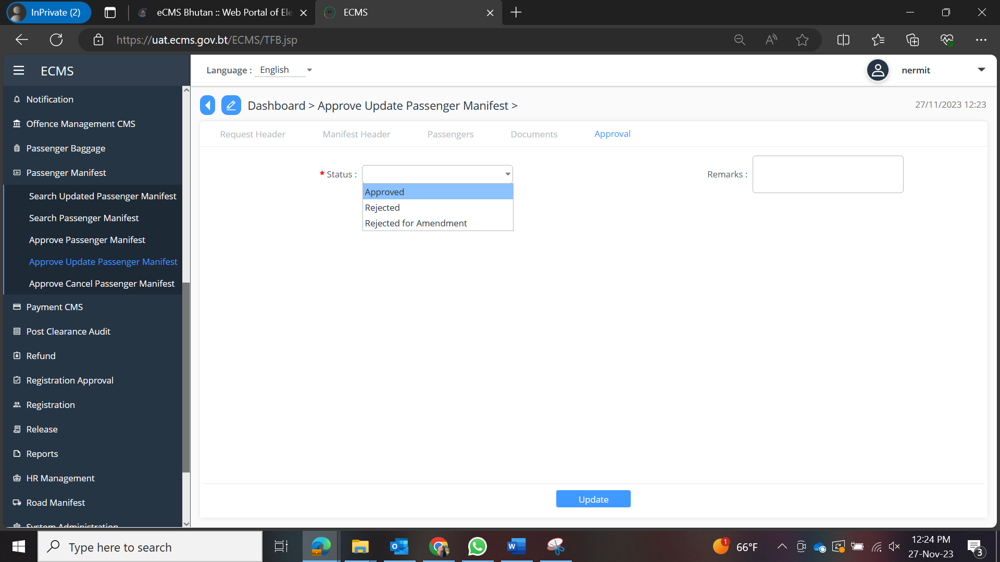 InPrivate (2)
eCMS Bhutan :: Web Portal of Ele
ECMS
https://uat.ecms.gov.bt/ECMS/TFB.jsp
ECMS
Language : English
nermit
Notification
Offence Management CMS
Passenger Baggage
Passenger Manifest
Search Updated Passenger Manifest
Search Passenger Manifest
Approve Passenger Manifest
Approve Update Passenger Manifest
Approve Cancel Passenger Manifest
Payment CMS
Post Clearance Audit
Refund
Registration Approval
Registration
Release
Reports
HR Management
Road Manifest
System Administration
Dashboard > Approve Update Passenger Manifest >
27/11/2023 12:23
Request Header
Manifest Header
Passengers
Documents
Approval
* Status :
Approved
Rejected
Rejected for Amendment
Remarks :
Update
Type here to search
1
66°F
12:24 PM
27-Nov-23
3